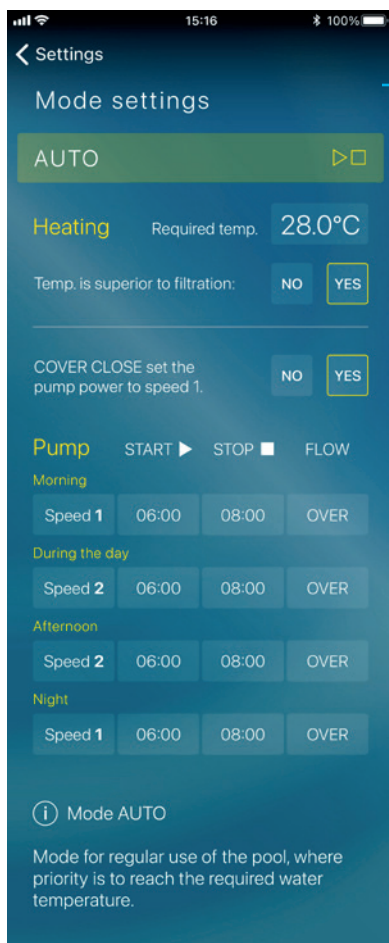 15:16 100%
Settings
Mode settings
AUTO
Heating Required temp. 28.0°C
Temp. is superior to filtration: NO YES
COVER CLOSE set the
pump power to speed 1. NO YES
Pump START STOP FLOW
Morning
Speed 1 06:00 08:00 OVER
During the day
Speed 2 06:00 08:00 OVER
Afternoon
Speed 2 06:00 08:00 OVER
Night
Speed 1 06:00 08:00 OVER
i Mode AUTO
Mode for regular use of the pool, where
priority is to reach the required water
temperature.